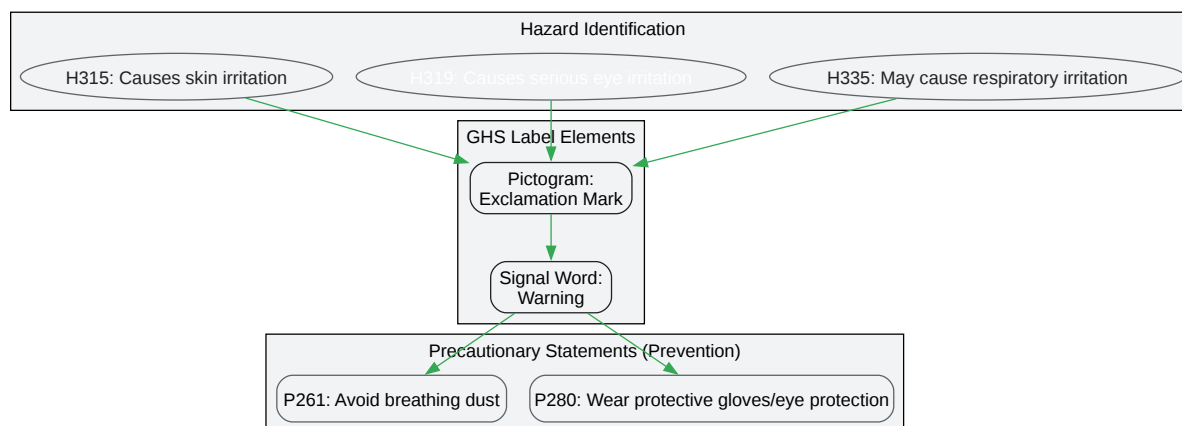 Hazard Identification
H315: Causes skin irritation
H319: Causes serious eye irritation
H335: May cause respiratory irritation
GHS Label Elements
Pictogram:
Exclamation Mark
Signal Word:
Warning
Precautionary Statements (Prevention)
P261: Avoid breathing dust
P280: Wear protective gloves/eye protection